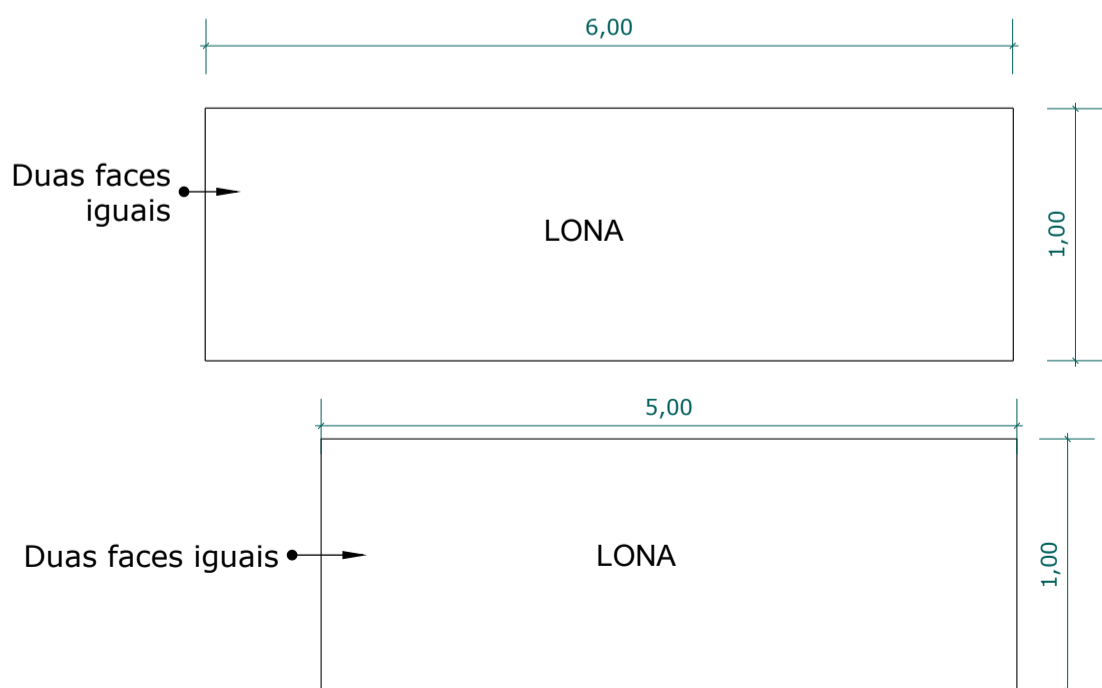 6,00
Duas faces
iguais
LONA
1,00
5,00
Duas faces iguais
LONA
1,00